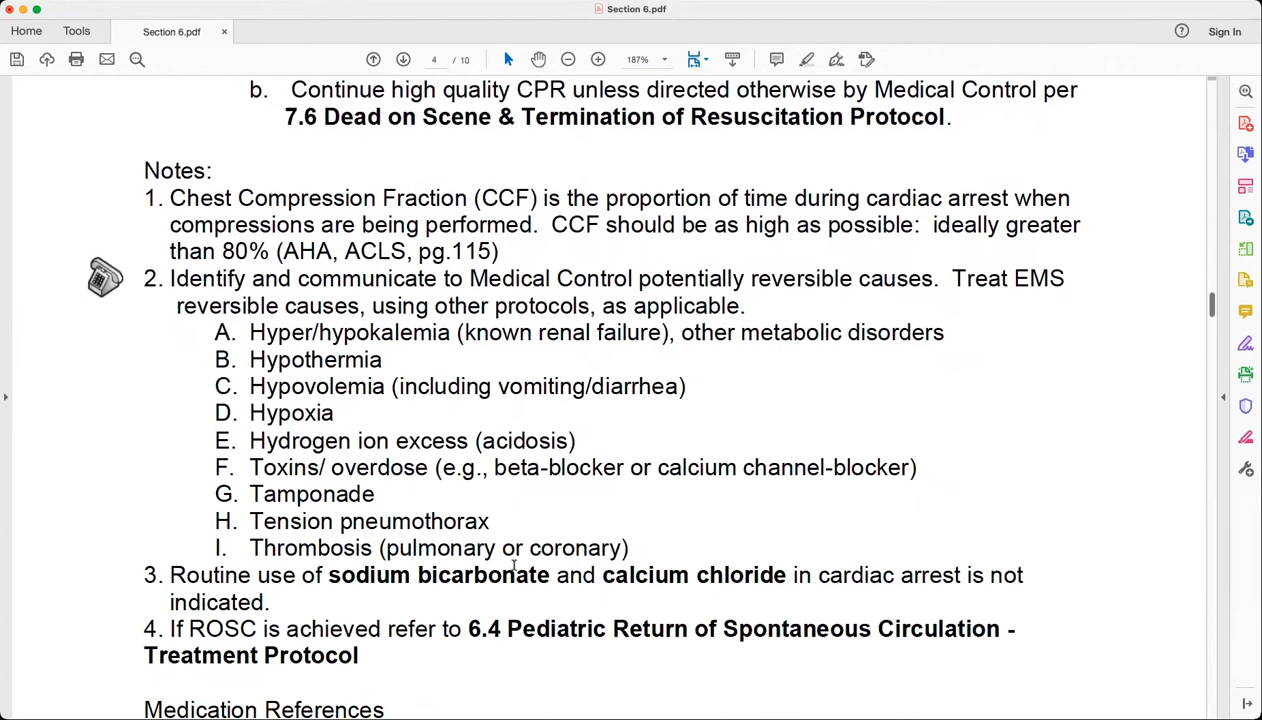 Section 6.pdf
Home Tools Section 6.pdf × ? Sign In
4 / 10 187%
b. Continue high quality CPR unless directed otherwise by Medical Control per
7.6 Dead on Scene & Termination of Resuscitation Protocol.
Notes:
1. Chest Compression Fraction (CCF) is the proportion of time during cardiac arrest when
compressions are being performed. CCF should be as high as possible: ideally greater
than 80% (AHA, ACLS, pg.115)
2. Identify and communicate to Medical Control potentially reversible causes. Treat EMS
reversible causes, using other protocols, as applicable.
A. Hyper/hypokalemia (known renal failure), other metabolic disorders
B. Hypothermia
C. Hypovolemia (including vomiting/diarrhea)
D. Hypoxia
E. Hydrogen ion excess (acidosis)
F. Toxins/ overdose (e.g., beta-blocker or calcium channel-blocker)
G. Tamponade
H. Tension pneumothorax
I. Thrombosis (pulmonary or coronary)
3. Routine use of sodium bicarbonate and calcium chloride in cardiac arrest is not
indicated.
4. If ROSC is achieved refer to 6.4 Pediatric Return of Spontaneous Circulation -
Treatment Protocol
Medication References